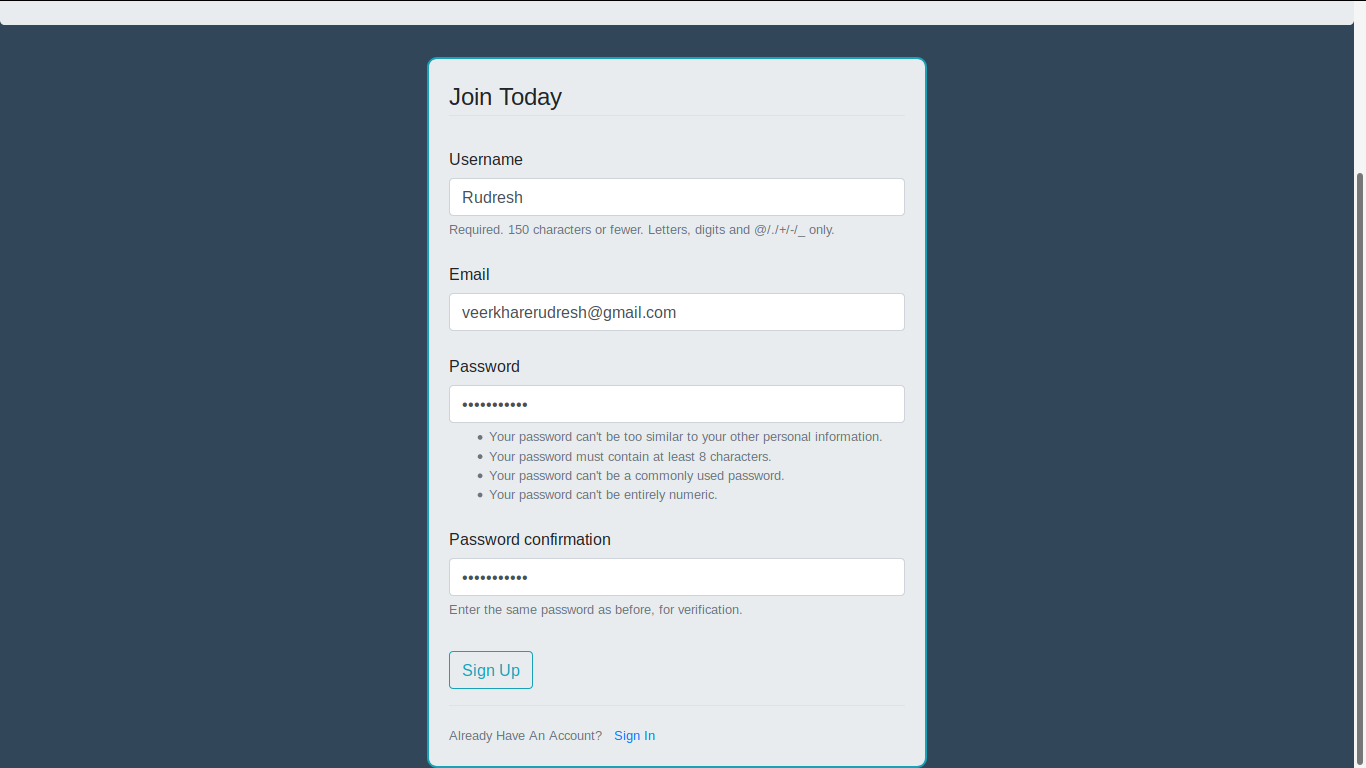 Join Today
Username
Rudresh
Required. 150 characters or fewer. Letters, digits and @/./+/-/_ only.
Email
veerkharerudresh@gmail.com
Password
•••••••••••
• Your password can't be too similar to your other personal information.
• Your password must contain at least 8 characters.
• Your password can't be a commonly used password.
• Your password can't be entirely numeric.
Password confirmation
•••••••••••
Enter the same password as before, for verification.
Sign Up
Already Have An Account? Sign In